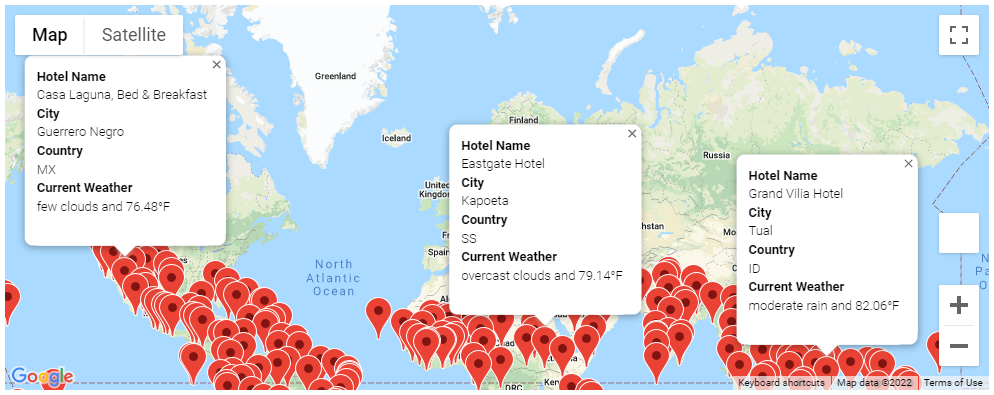 Map
Satellite
Hotel Name
Casa Laguna, Bed & Breakfast
City
Guerrero Negro
Country
MX
Current Weather
few clouds and 76.48°F
Greenland
Iceland
Finland
Russia
United
Kingdom
Spain
North
Atlantic
Ocean
Hotel Name
Eastgate Hotel
City
Kapoeta
Country
SS
Current Weather
overcast clouds and 79.14°F
Hotel Name
Grand Vilia Hotel
City
Tual
Country
ID
Current Weather
moderate rain and 82.06°F
DRC
Google
Keyboard shortcuts
Map data ©2022
Terms of Use